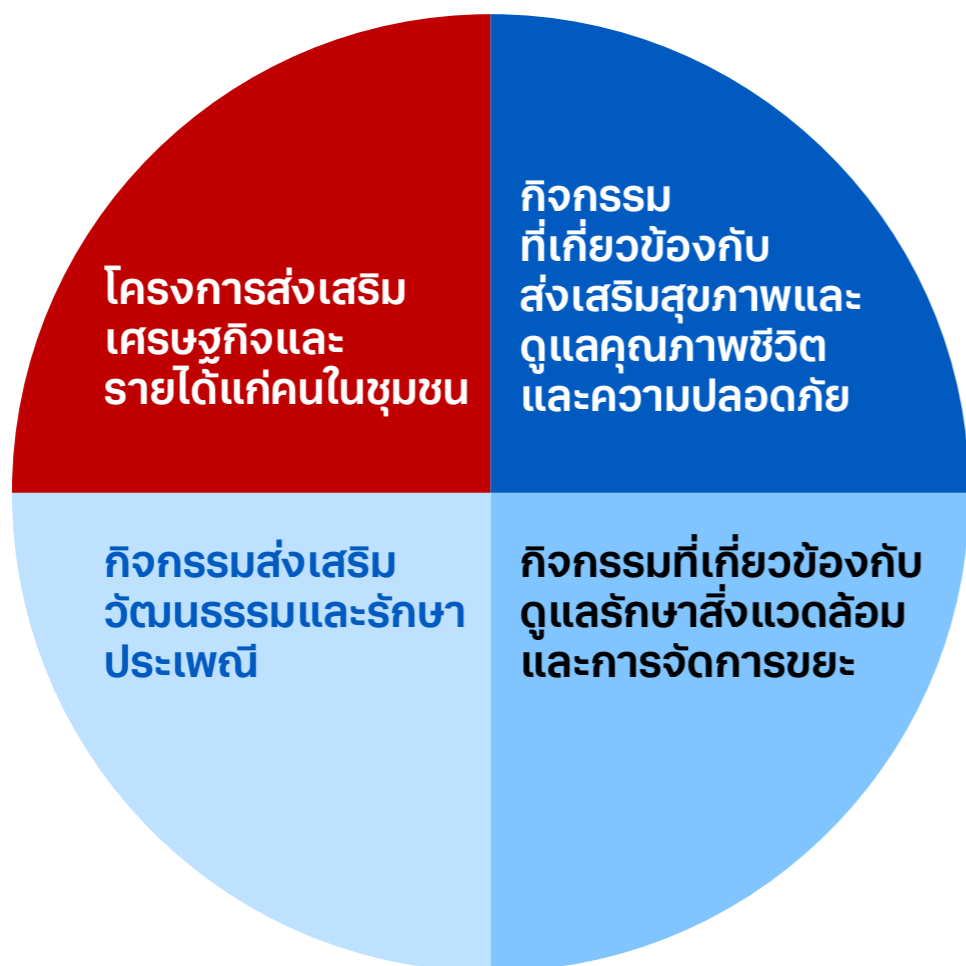 โครงการส่งเสริม
เศรษฐกิจและ
รายได้แก่คนในชุมชน
กิจกรรม
ที่เกี่ยวข้องกับ
ส่งเสริมสุขภาพและ
ดูแลคุณภาพชีวิต
และความปลอดภัย
กิจกรรมส่งเสริม
วัฒนธรรมและรักษา
ประเพณี
กิจกรรมที่เกี่ยวข้องกับ
ดูแลรักษาสิ่งแวดล้อม
และการจัดการขยะ